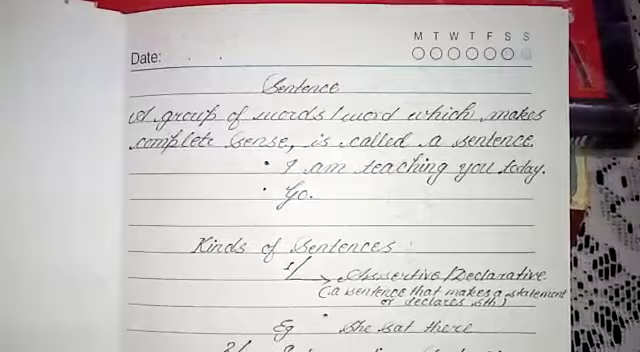 M T W T F S S
Date:
Sentence
A group of words/word which makes
complete sense, is called a sentence.
• I am teaching you today.
• Go.
Kinds of Sentences
1/ Assertive/Declarative
(a sentence that makes a statement
or declares sth)
Eg She sat there
2/